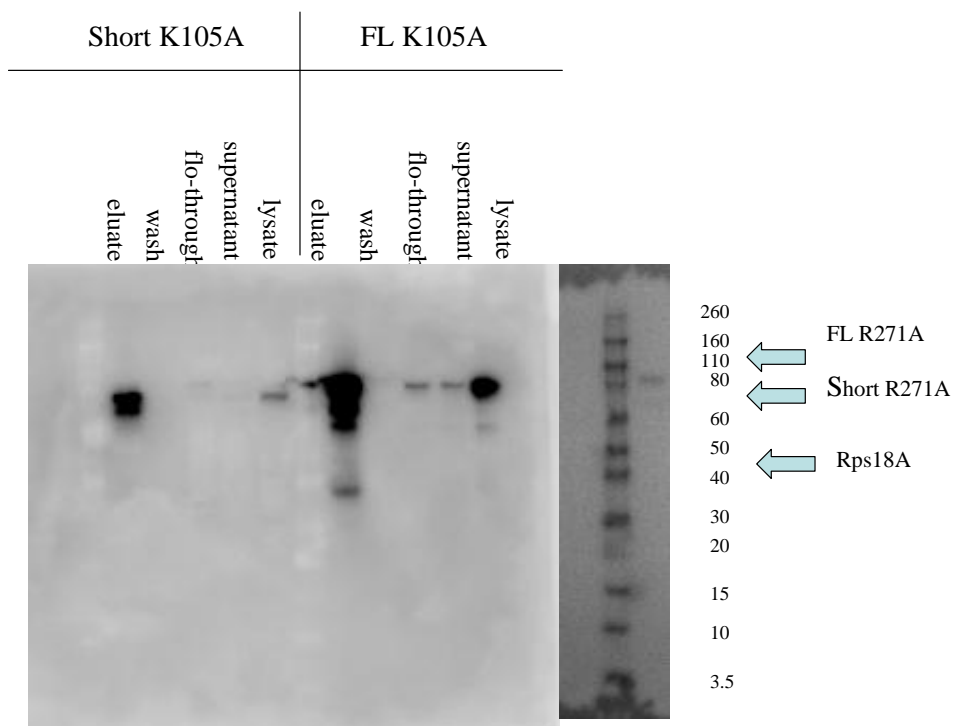 Short K105A
FL K105A
eluate
wash
flo-through
supernatant
lysate
eluate
wash
flo-through
supernatant
lysate
260
160
110
80
60
50
40
30
20
15
10
3.5
FL R271A
Short R271A
Rps18A